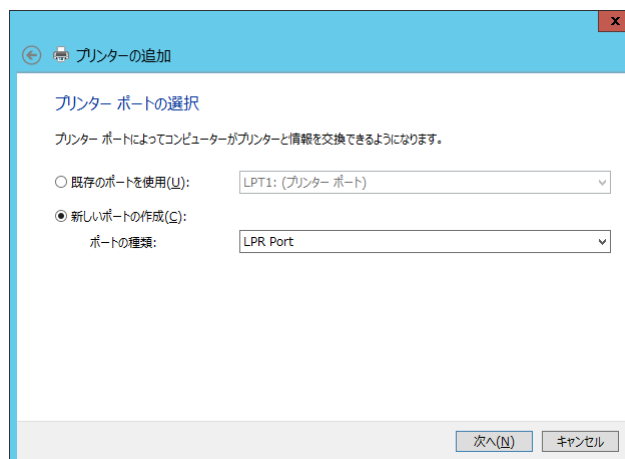 x
プリンターの追加
プリンター ポートの選択
プリンター ポートによってコンピューターがプリンターと情報を交換できるようになります。
既存のポートを使用(U):
LPT1: (プリンター ポート)
新しいポートの作成(C):
ポートの種類:
LPR Port
次へ(N)
キャンセル